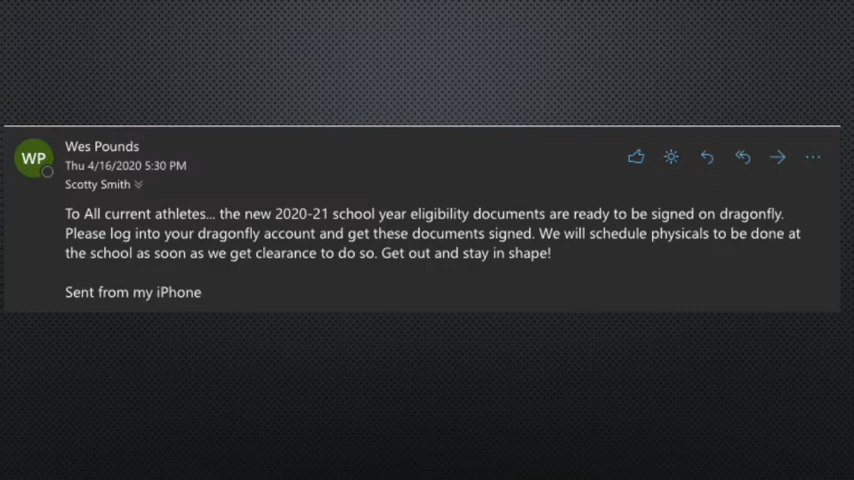 WP
Wes Pounds
Thu 4/16/2020 5:30 PM
Scotty Smith
To All current athletes... the new 2020-21 school year eligibility documents are ready to be signed on dragonfly.
Please log into your dragonfly account and get these documents signed. We will schedule physicals to be done at
the school as soon as we get clearance to do so. Get out and stay in shape!
Sent from my iPhone